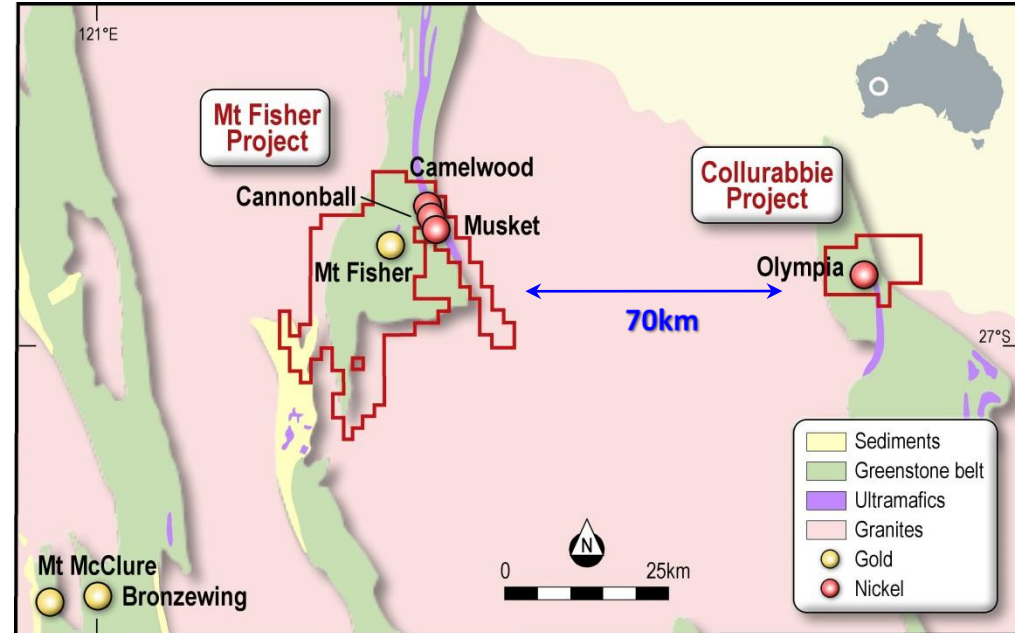 121°E
Mt Fisher
Project
Camelwood
Cannonball
Musket
Mt Fisher
Collurabbie
Project
Olympia
70km
27°S
Sediments
Greenstone belt
Ultramafics
Granites
Gold
Nickel
N
0 25km
Mt McClure
Bronzewing